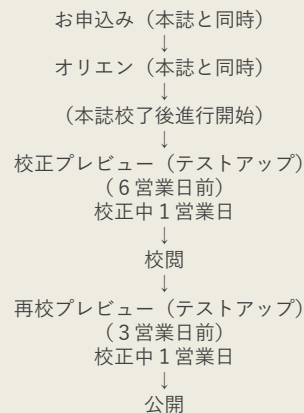 お申込み（本誌と同時）
↓
オリエン（本誌と同時）
↓
（本誌校了後進行開始）
↓
校正プレビュー（テストアップ）
（６営業日前）
校正中１営業日
↓
校閲
↓
再校プレビュー（テストアップ）
（３営業日前）
校正中１営業日
↓
公開